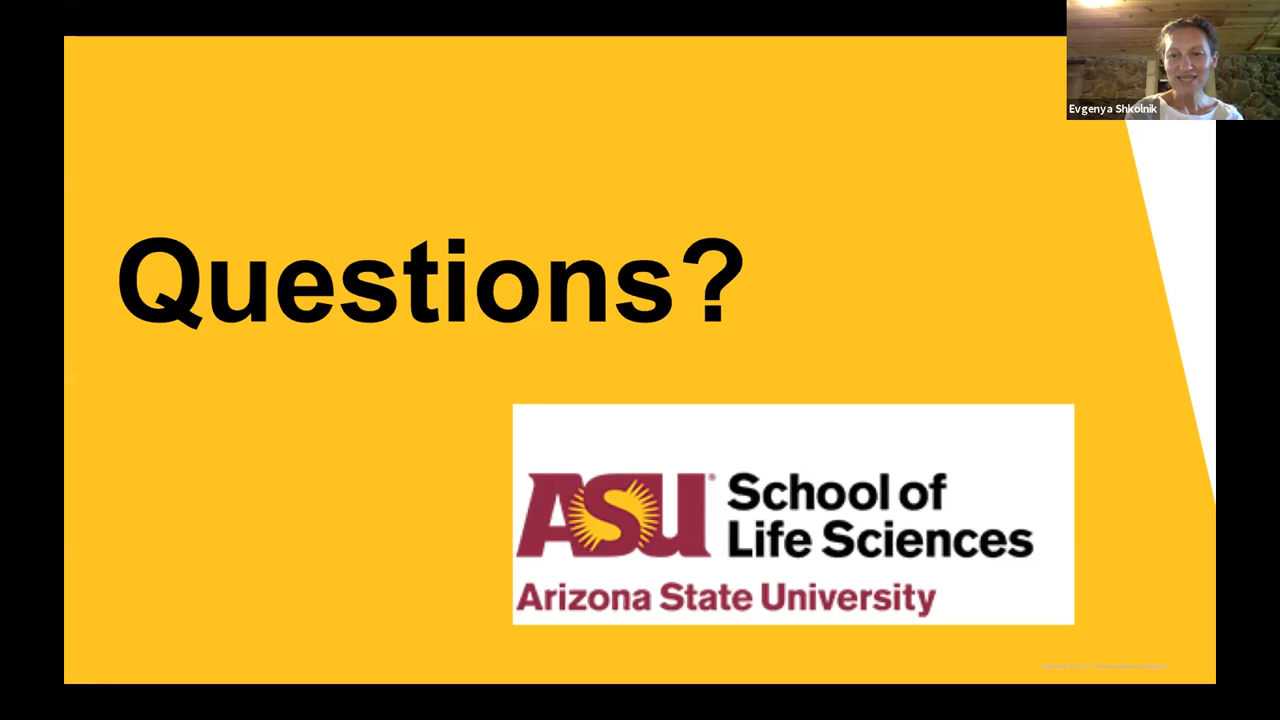 Evgenya Shkolnik
Questions?
ASU
School of
Life Sciences
Arizona State University